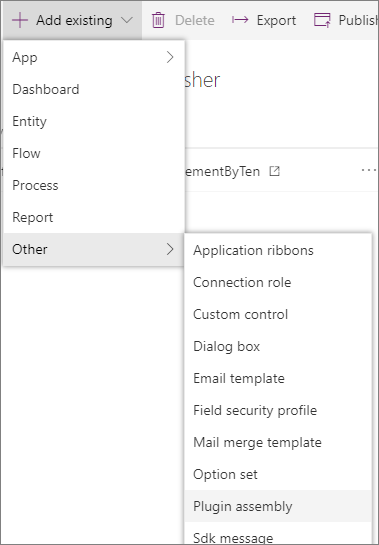 Add existing Delete Export Publish
App
sher
Dashboard
Entity
Flow
Process
ementByTen
Report
Other
Application ribbons
Connection role
Custom control
Dialog box
Email template
Field security profile
Mail merge template
Option set
Plugin assembly
Sdk message